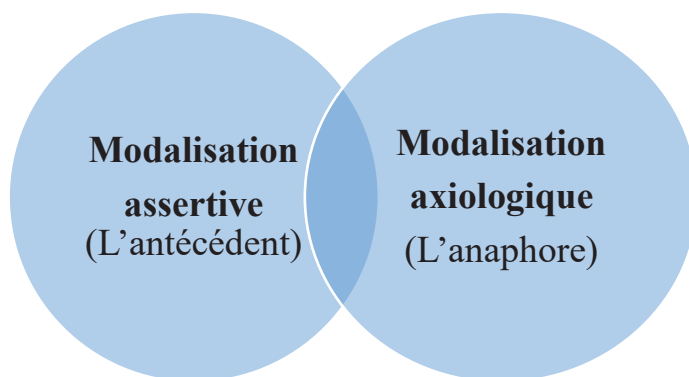 Modalisation
assertive
(L’antécédent)
Modalisation
axiologique
(L’anaphore)